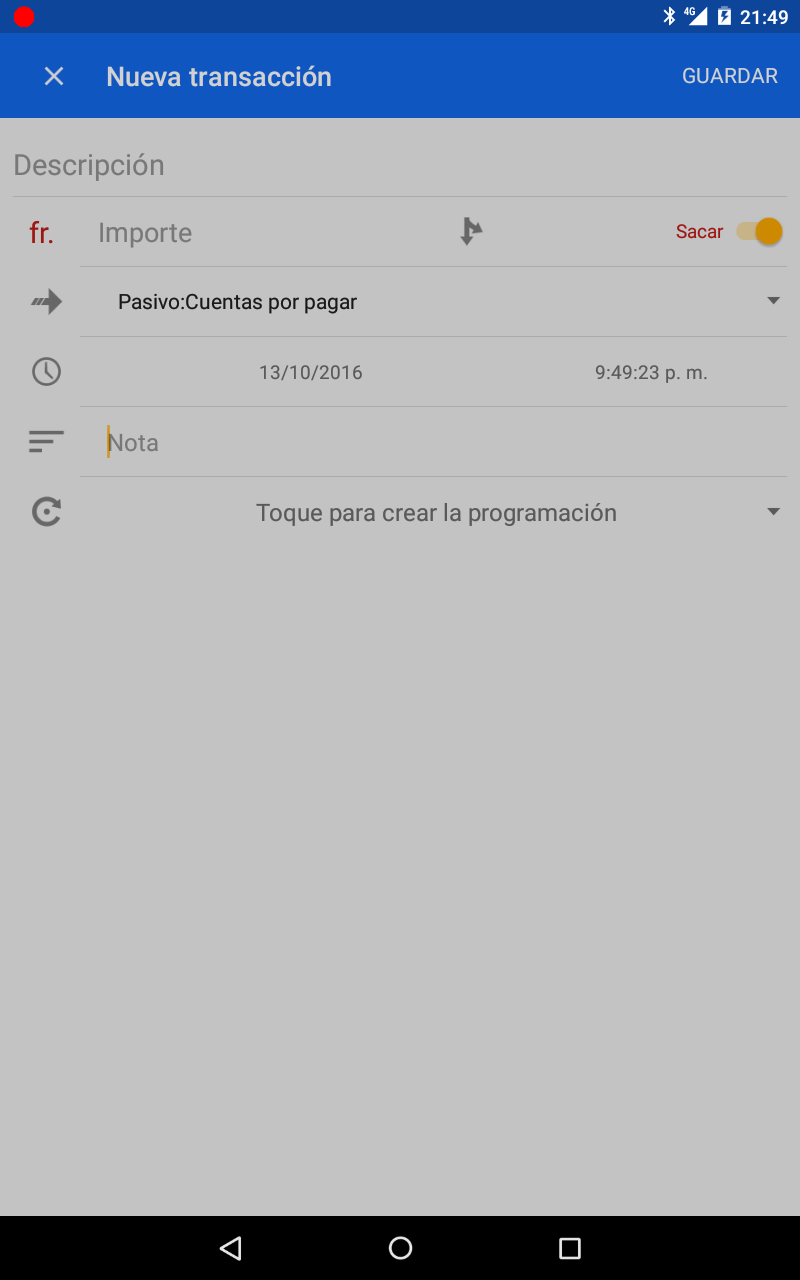 4G 21:49
Nueva transacción GUARDAR
Descripción
fr. Importe Sacar
Pasivo:Cuentas por pagar
13/10/2016 9:49:23 p. m.
Nota
Toque para crear la programación